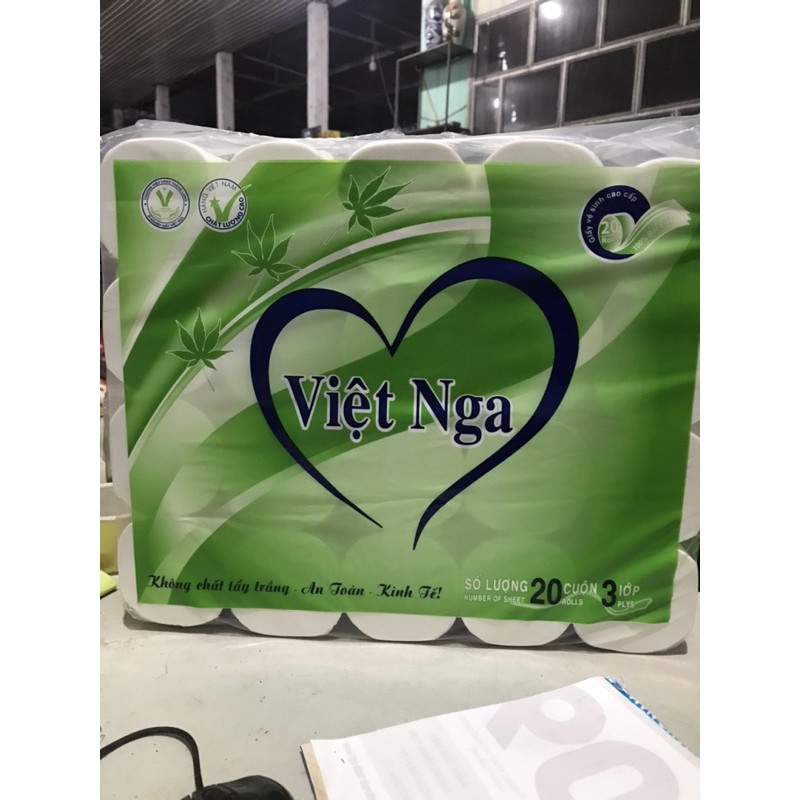 HÀNG VIỆT NAM
CHẤT LƯỢNG CAO
Giấy vệ sinh cao cấp
20
Việt Nga
Không chất tẩy trắng - An Toàn - Kinh Tế!
SỐ LƯỢNG 20 CUỘN 3 lỚP
NUMBER OF SHEET ROLLS PLYS